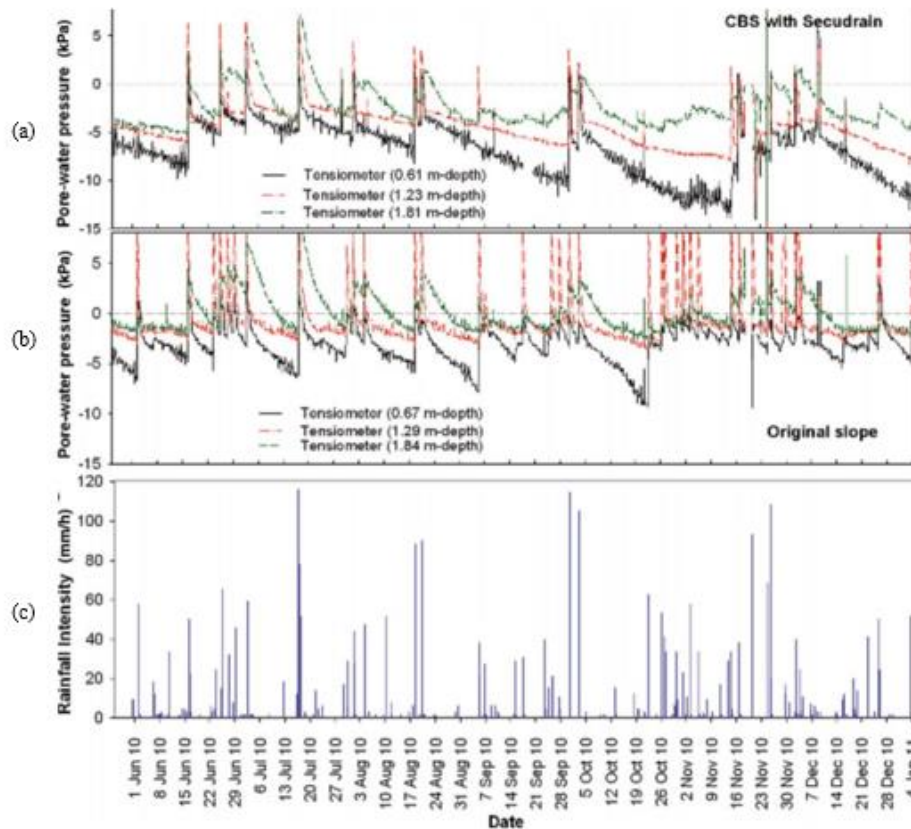 CBS with Secudrain
(a)
Pore-water pressure (kPa)
5
0
-5
-10
-15
Tensiometer (0.61 m-depth)
Tensiometer (1.23 m-depth)
Tensiometer (1.81 m-depth)
(b)
Pore-water pressure (kPa)
5
0
-5
-10
-15
Tensiometer (0.67 m-depth)
Tensiometer (1.29 m-depth)
Tensiometer (1.84 m-depth)
Original slope
(c)
Rainfall Intensity (mm/h)
120
100
80
60
40
20
0
1 Jun 10
8 Jun 10
15 Jun 10
22 Jun 10
29 Jun 10
6 Jul 10
13 Jul 10
20 Jul 10
27 Jul 10
3 Aug 10
10 Aug 10
17 Aug 10
24 Aug 10
31 Aug 10
7 Sep 10
14 Sep 10
21 Sep 10
28 Sep 10
5 Oct 10
12 Oct 10
19 Oct 10
26 Oct 10
2 Nov 10
9 Nov 10
16 Nov 10
23 Nov 10
30 Nov 10
7 Dec 10
14 Dec 10
21 Dec 10
28 Dec 10
Date